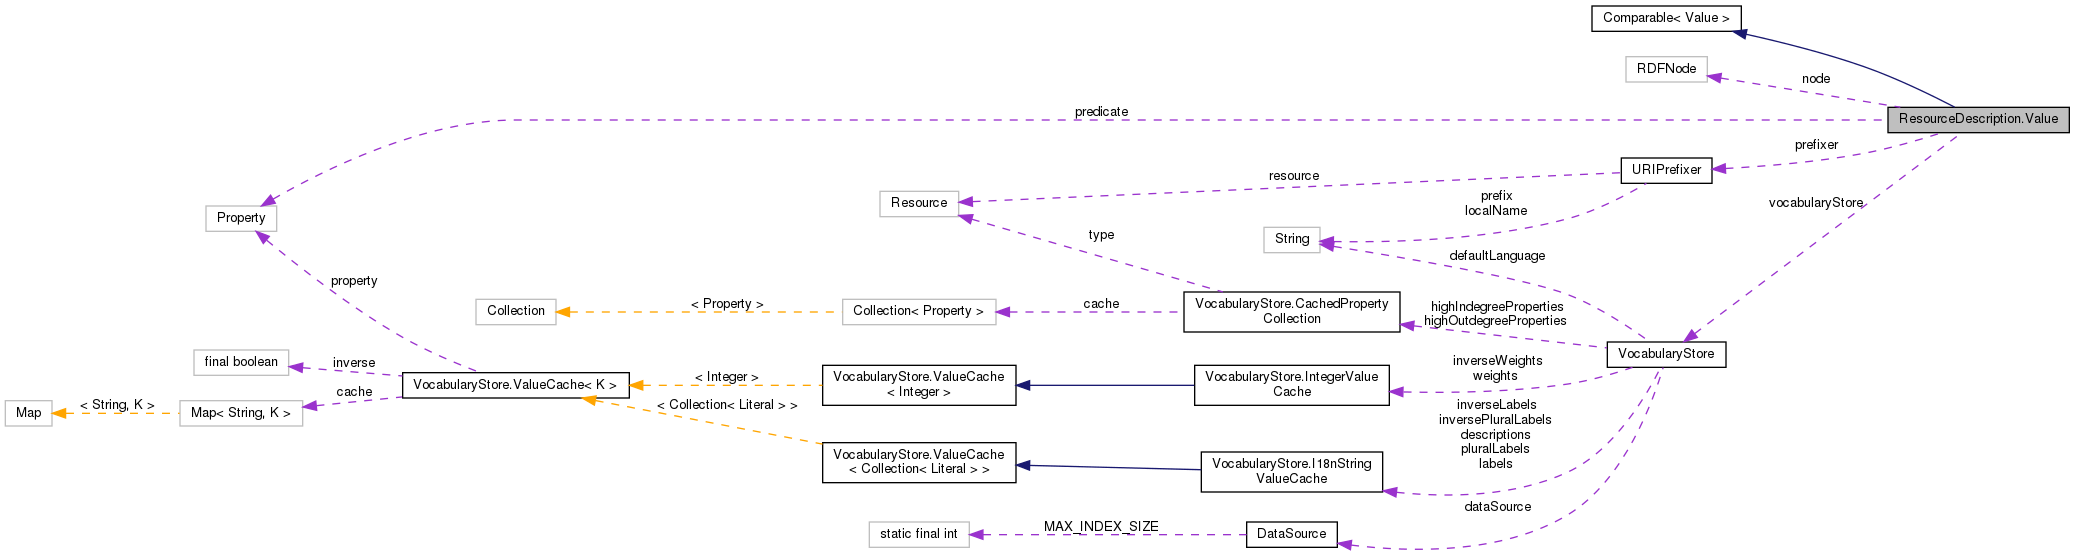 Comparable< Value >
RDFNode
node
predicate
ResourceDescription.Value
prefixer
URIPrefixer
resource
Resource
prefix
localName
vocabularyStore
Property
String
type
defaultLanguage
property
Collection
< Property >
Collection< Property >
cache
VocabularyStore.CachedProperty
Collection
highIndegreeProperties
highOutdegreeProperties
VocabularyStore
final boolean
inverse
VocabularyStore.ValueCache< K >
< Integer >
VocabularyStore.ValueCache
< Integer >
VocabularyStore.IntegerValue
Cache
inverseWeights
weights
Map
< String, K >
Map< String, K >
cache
< Collection< Literal > >
inverseLabels
inversePluralLabels
descriptions
pluralLabels
labels
VocabularyStore.ValueCache
< Collection< Literal > >
VocabularyStore.I18nString
ValueCache
dataSource
static final int
MAX_INDEX_SIZE
DataSource